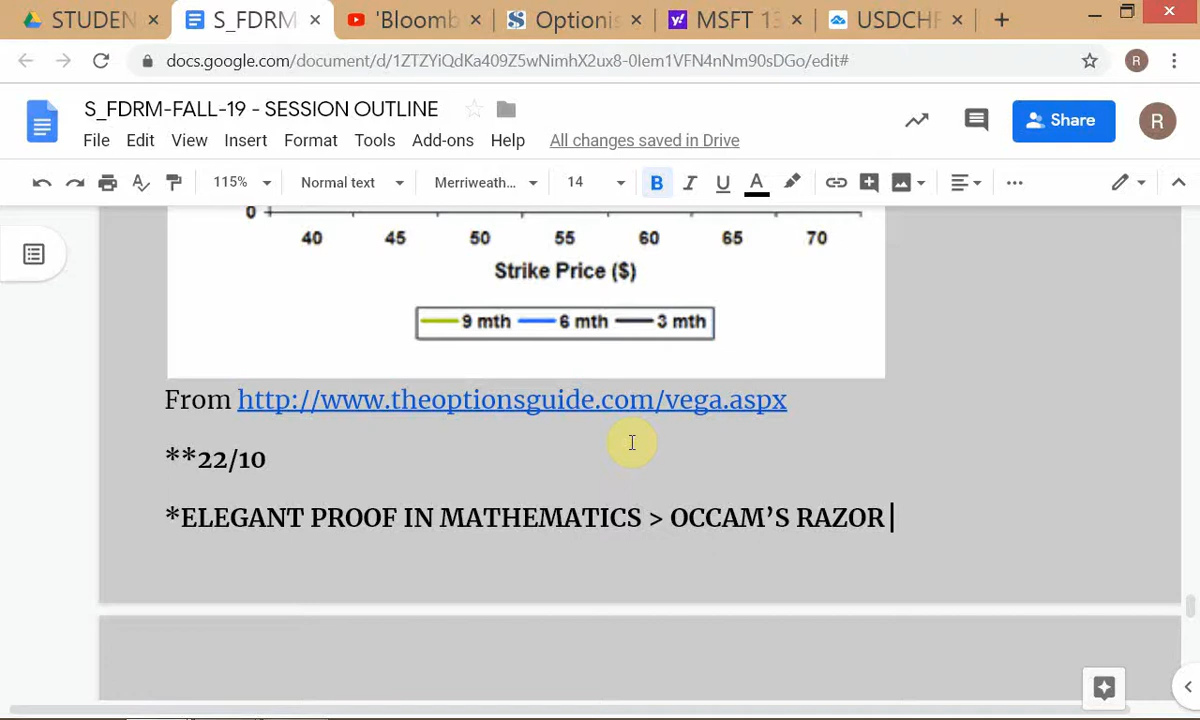 STUDEN
S_FDRM
'Bloomb
Optionis
MSFT 13
USDCHF
docs.google.com/document/d/1ZTZYiQdKa409Z5wNimhX2ux8-0lem1VFN4nNm90sDGo/edit#
R
S_FDRM-FALL-19 - SESSION OUTLINE
File Edit View Insert Format Tools Add-ons Help All changes saved in Drive
Share
R
115% Normal text Merriweath... 14 B I U A
0
40 45 50 55 60 65 70
Strike Price ($)
9 mth 6 mth 3 mth
From http://www.theoptionsguide.com/vega.aspx
**22/10
*ELEGANT PROOF IN MATHEMATICS > OCCAM’S RAZOR